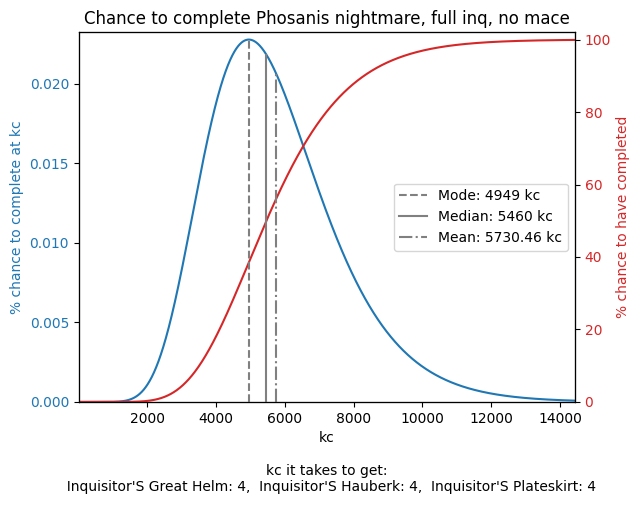 Chance to complete Phosanis nightmare, full inq, no mace
% chance to complete at kc
0.020
0.015
0.010
0.005
0.000
100
80
60
40
20
0
% chance to have completed
Mode: 4949 kc
Median: 5460 kc
Mean: 5730.46 kc
2000 4000 6000 8000 10000 12000 14000
kc
kc it takes to get:
Inquisitor'S Great Helm: 4, Inquisitor'S Hauberk: 4, Inquisitor'S Plateskirt: 4